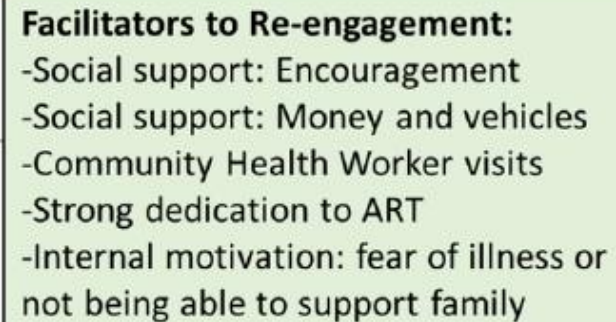 Facilitators to Re-engagement:
-Social support: Encouragement
-Social support: Money and vehicles
-Community Health Worker visits
-Strong dedication to ART
-Internal motivation: fear of illness or
not being able to support family